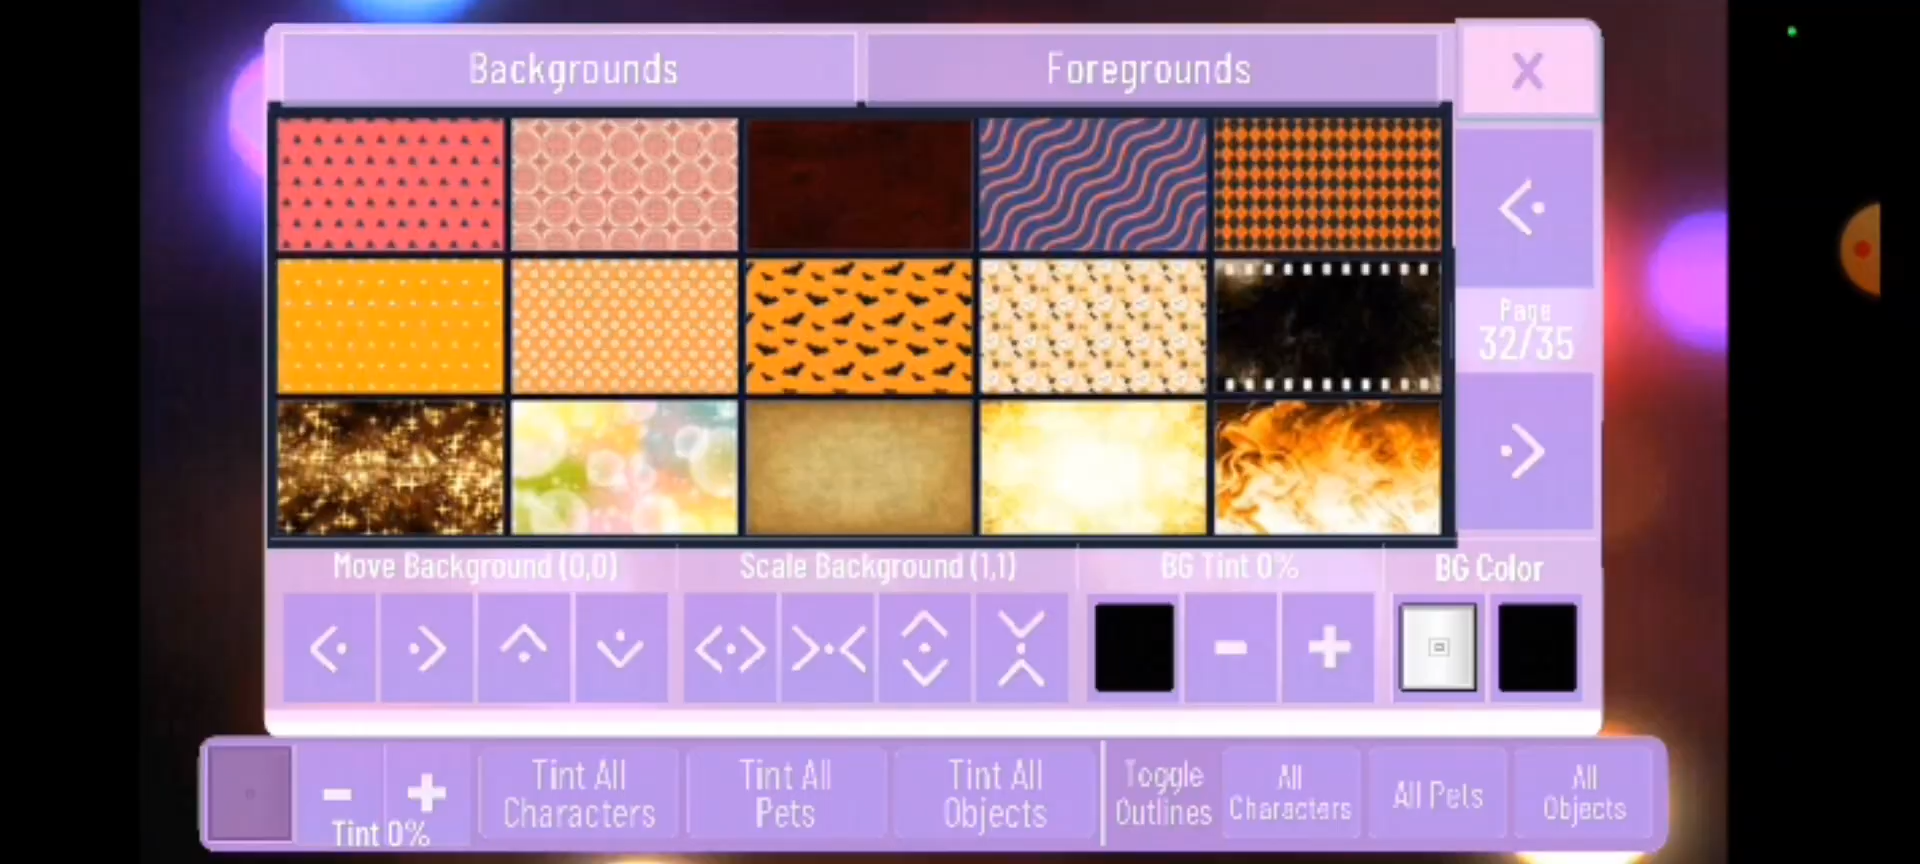 Backgrounds
Foregrounds
X
Page
32/35
Move Background (0,0)
Scale Background (1,1)
BG Tint 0%
BG Color
Tint 0%
Tint All
Characters
Tint All
Pets
Tint All
Objects
Toggle
Outlines
All
Characters
All Pets
All
Objects